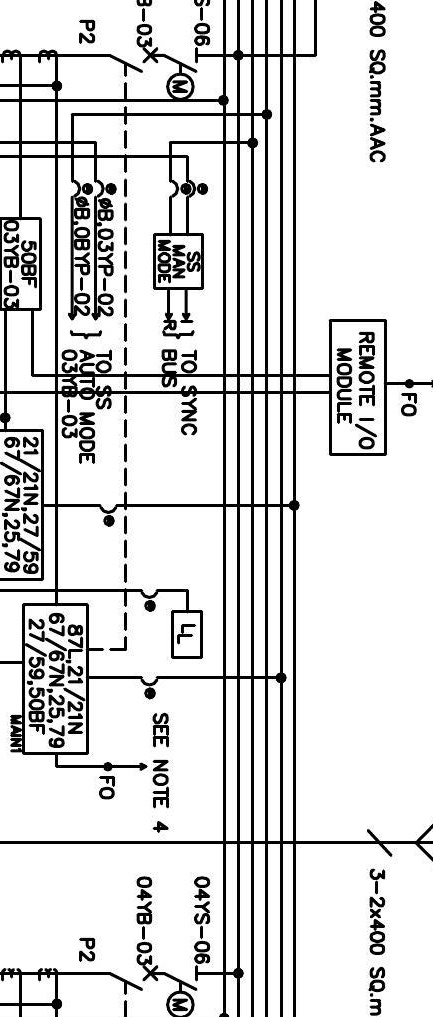 400 SQ.mm.AAC
S-06
B-03
M
P2
SS
MAN
MODE
H
R
TO SYNC
BUS
ØB,03YP-02
ØB,0BYP-02
TO SS
AUTO MODE
03YB-03
50BF
03YB-03
REMOTE I/O
MODULE
FO
21/21N,27/59
67/67N,25,79
LL
87L,21/21N
67/67N,25,79
27/59,50BF
MAIN1
FO
SEE NOTE 4
3-2x400 SQ.m
04YS-06
04YB-03
M
P2